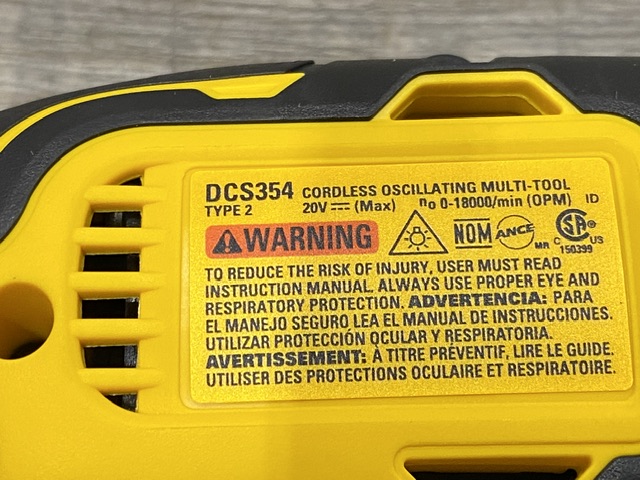 DCS354 CORDLESS OSCILLATING MULTI-TOOL
TYPE 2 20V ⎓ (Max) no 0-18000/min (OPM) ID
WARNING NOM ANCE MR C SA C US
150399
TO REDUCE THE RISK OF INJURY, USER MUST READ
INSTRUCTION MANUAL. ALWAYS USE PROPER EYE AND
RESPIRATORY PROTECTION. ADVERTENCIA: PARA
EL MANEJO SEGURO LEA EL MANUAL DE INSTRUCCIONES.
UTILIZAR PROTECCIÓN OCULAR Y RESPIRATORIA.
AVERTISSEMENT: À TITRE PRÉVENTIF, LIRE LE GUIDE.
UTILISER DES PROTECTIONS OCULAIRE ET RESPIRATOIRE.